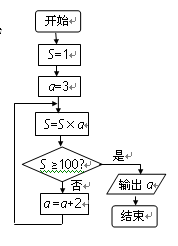 开始
S=1
a=3
S=S×a
S ≥100?
是
否
a=a+2
输出 a
结束